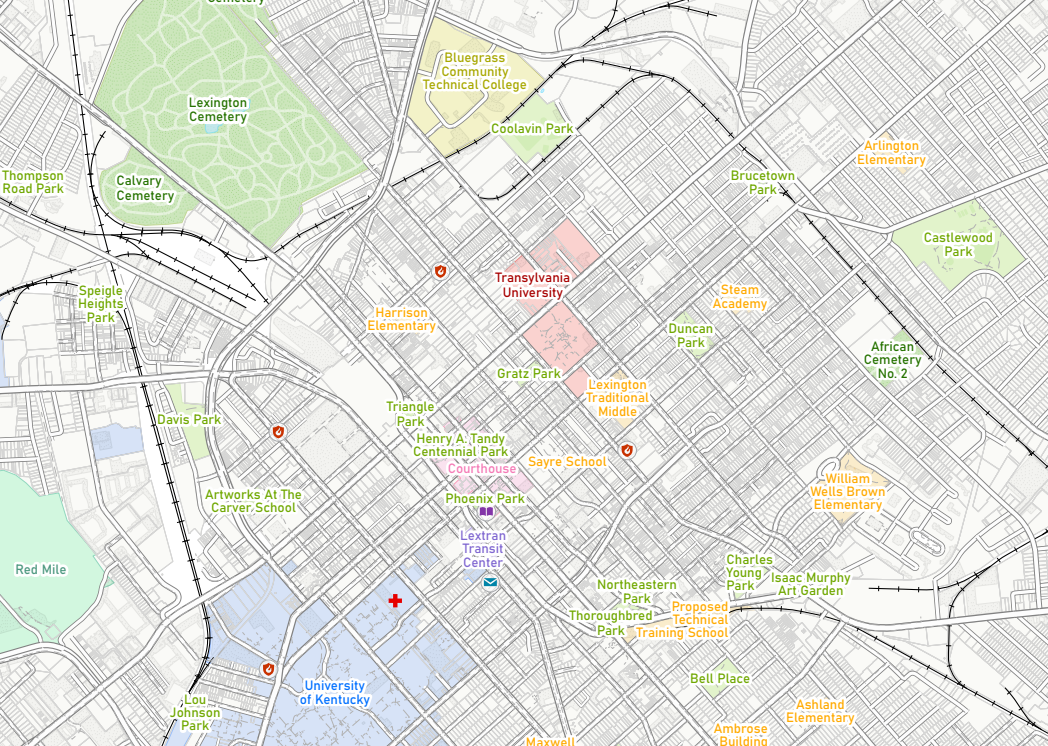 Cemetery
Bluegrass
Community
Technical College
Lexington
Cemetery
Coolavin Park
Arlington
Elementary
Thompson
Road Park
Calvary
Cemetery
Brucetown
Park
Castlewood
Park
Transylvania
University
Speigle
Heights
Park
Steam
Academy
Harrison
Elementary
Duncan
Park
African
Cemetery
No. 2
Gratz Park
Lexington
Traditional
Middle
Triangle
Park
Davis Park
Henry A. Tandy
Centennial Park
Sayre School
Courthouse
William
Wells Brown
Elementary
Artworks At The
Carver School
Phoenix Park
Lextran
Transit
Center
Red Mile
Charles
Young
Park
Isaac Murphy
Art Garden
Northeastern
Park
Thoroughbred
Park
Proposed
Technical
Training School
Bell Place
University
of Kentucky
Lou
Johnson
Park
Ashland
Elementary
Ambrose
Building
Maxwell